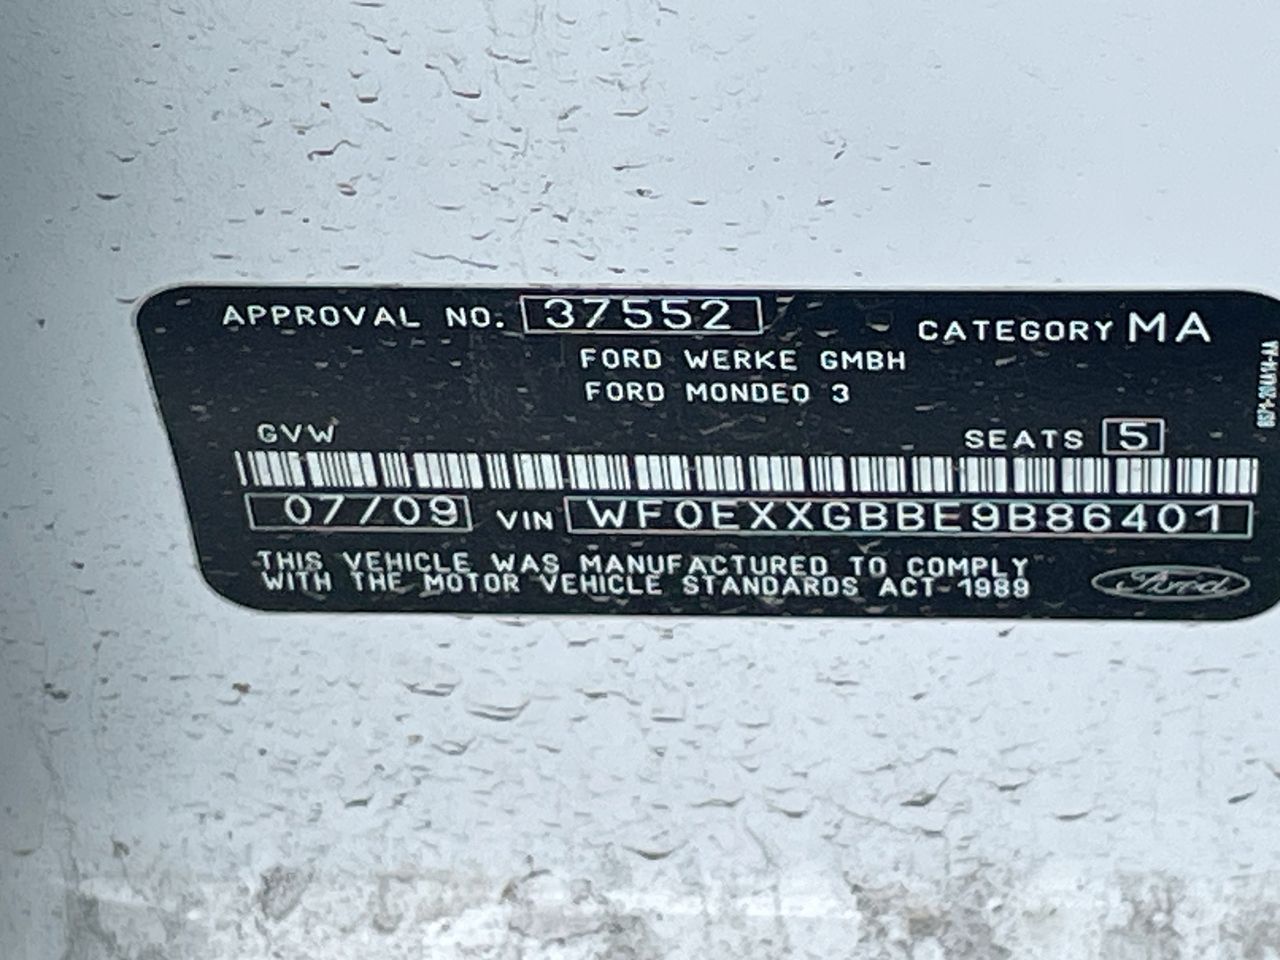 APPROVAL NO. 37552
CATEGORY MA
FORD WERKE GMBH
FORD MONDEO 3
GVW
SEATS 5
07/09 VIN WF0EXXGBBE9B86401
THIS VEHICLE WAS MANUFACTURED TO COMPLY
WITH THE MOTOR VEHICLE STANDARDS ACT 1989
Ford